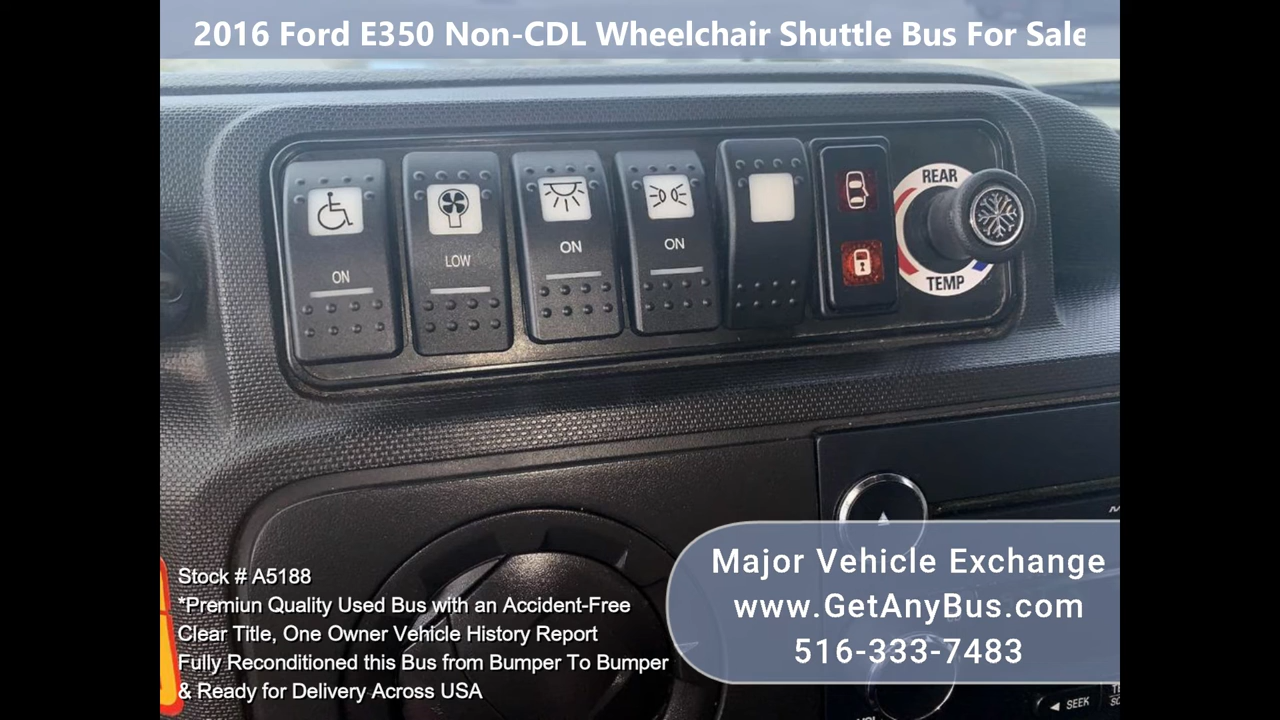 2016 Ford E350 Non-CDL Wheelchair Shuttle Bus For Sale
ON
LOW
ON
ON
REAR
TEMP
Major Vehicle Exchange
www.GetAnyBus.com
516-333-7483
Stock # A5188
*Premiun Quality Used Bus with an Accident-Free
Clear Title, One Owner Vehicle History Report
Fully Reconditioned this Bus from Bumper To Bumper
& Ready for Delivery Across USA
SEEK